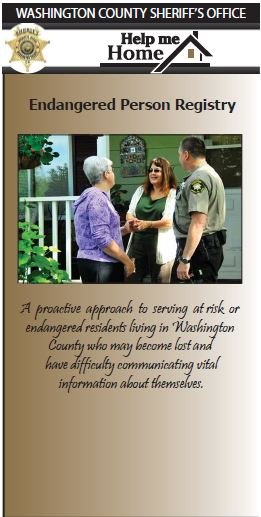 WASHINGTON COUNTY SHERIFF'S OFFICE
Help me
Home
Endangered Person Registry
A proactive approach to serving at risk or
endangered residents living in Washington
County who may become lost and
have difficulty communicating vital
information about themselves.